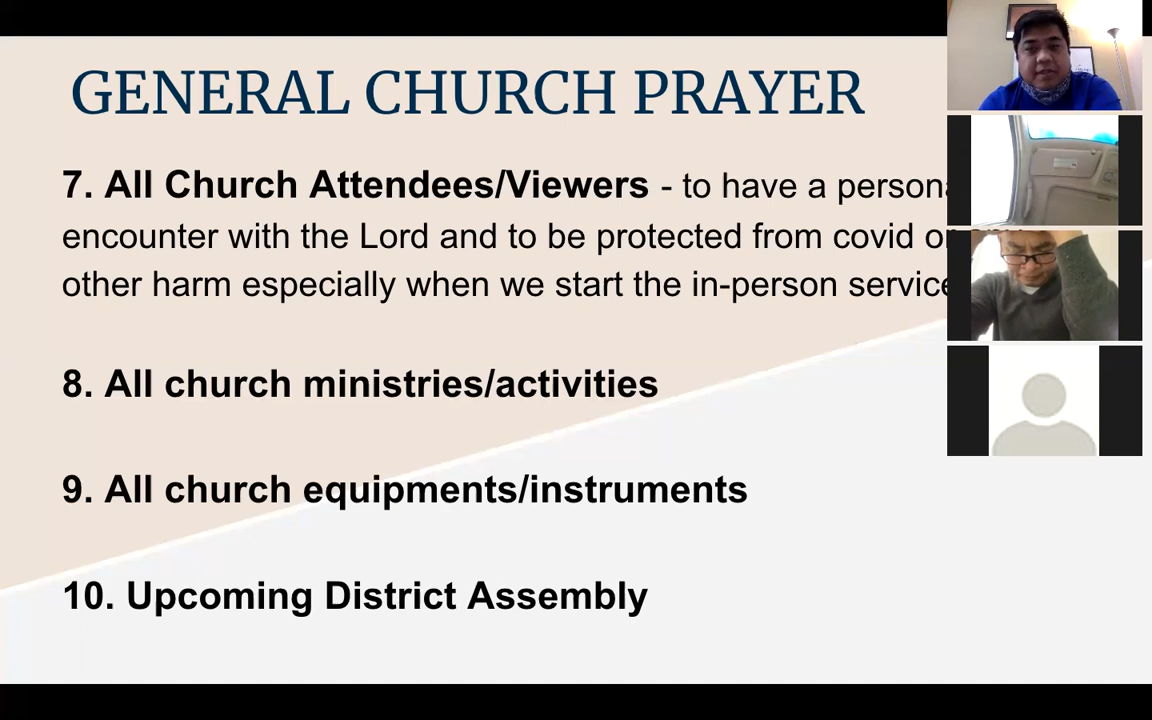 GENERAL CHURCH PRAYER
7. All Church Attendees/Viewers - to have a persona
encounter with the Lord and to be protected from covid
other harm especially when we start the in-person service
8. All church ministries/activities
9. All church equipments/instruments
10. Upcoming District Assembly